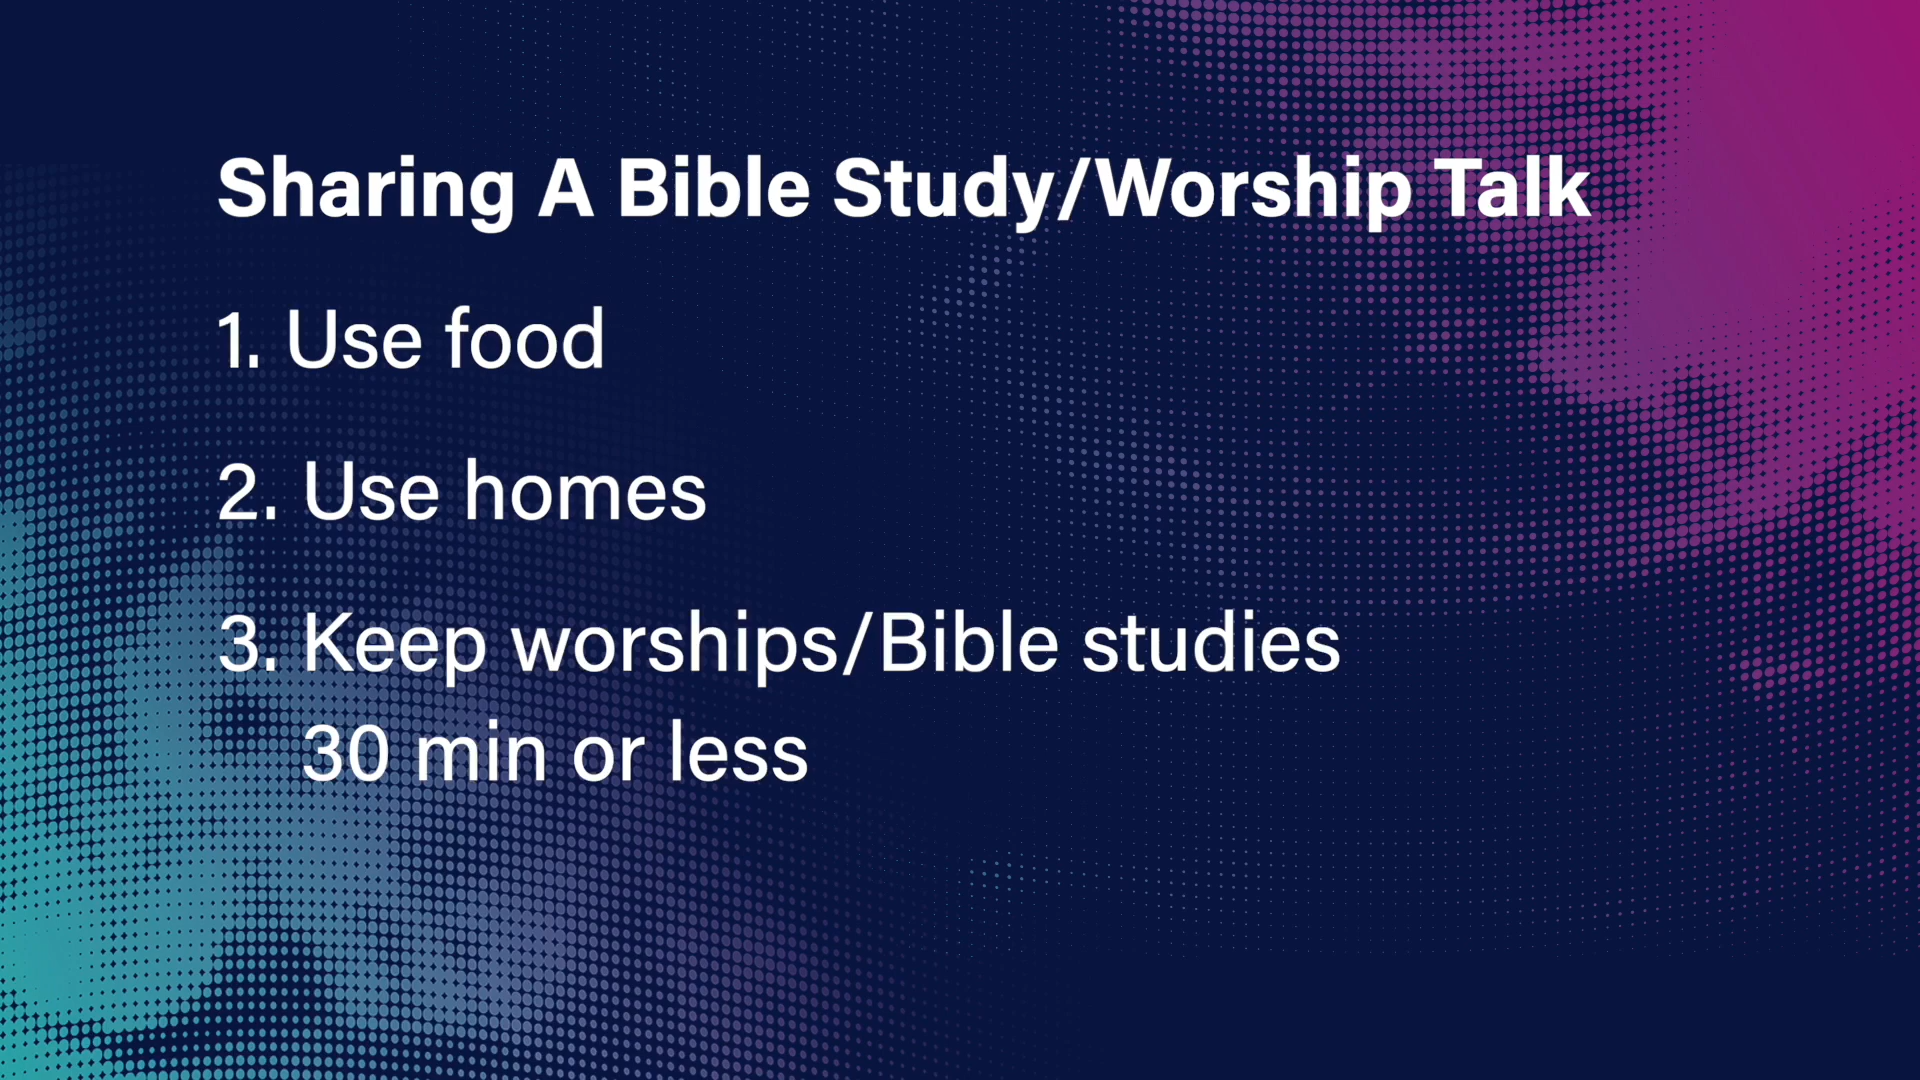 Sharing A Bible Study/Worship Talk
1. Use food
2. Use homes
3. Keep worships/Bible studies
30 min or less